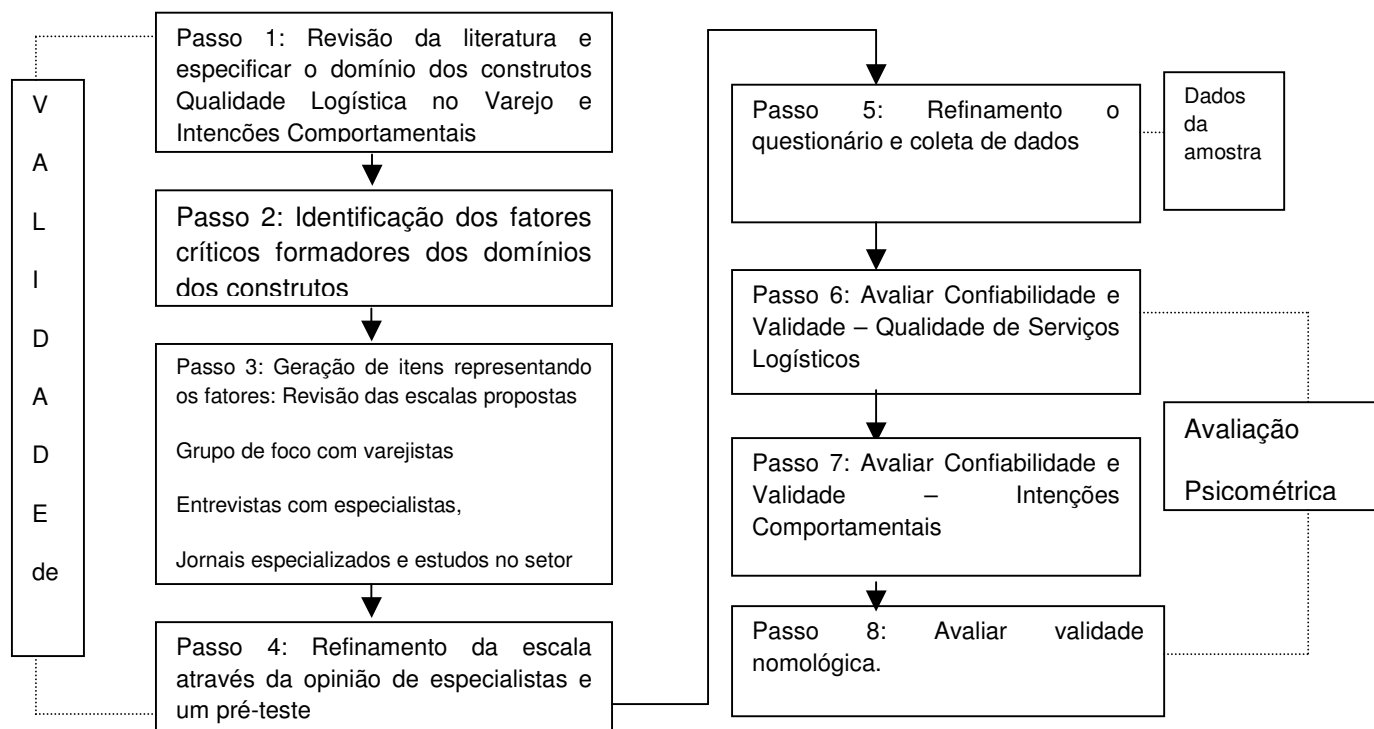 V
A
L
I
D
A
D
E
de
Passo 1: Revisão da literatura e
especificar o domínio dos construtos
Qualidade Logística no Varejo e
Intenções Comportamentais
Passo 2: Identificação dos fatores
críticos formadores dos domínios
dos construtos
Passo 3: Geração de itens representando
os fatores: Revisão das escalas propostas
Grupo de foco com varejistas
Entrevistas com especialistas,
Jornais especializados e estudos no setor
Passo 4: Refinamento da escala
através da opinião de especialistas e
um pré-teste
Passo 5: Refinamento o
questionário e coleta de dados
Dados
da
amostra
Passo 6: Avaliar Confiabilidade e
Validade – Qualidade de Serviços
Logísticos
Passo 7: Avaliar Confiabilidade e
Validade – Intenções
Comportamentais
Passo 8: Avaliar validade
nomológica.
Avaliação
Psicométrica